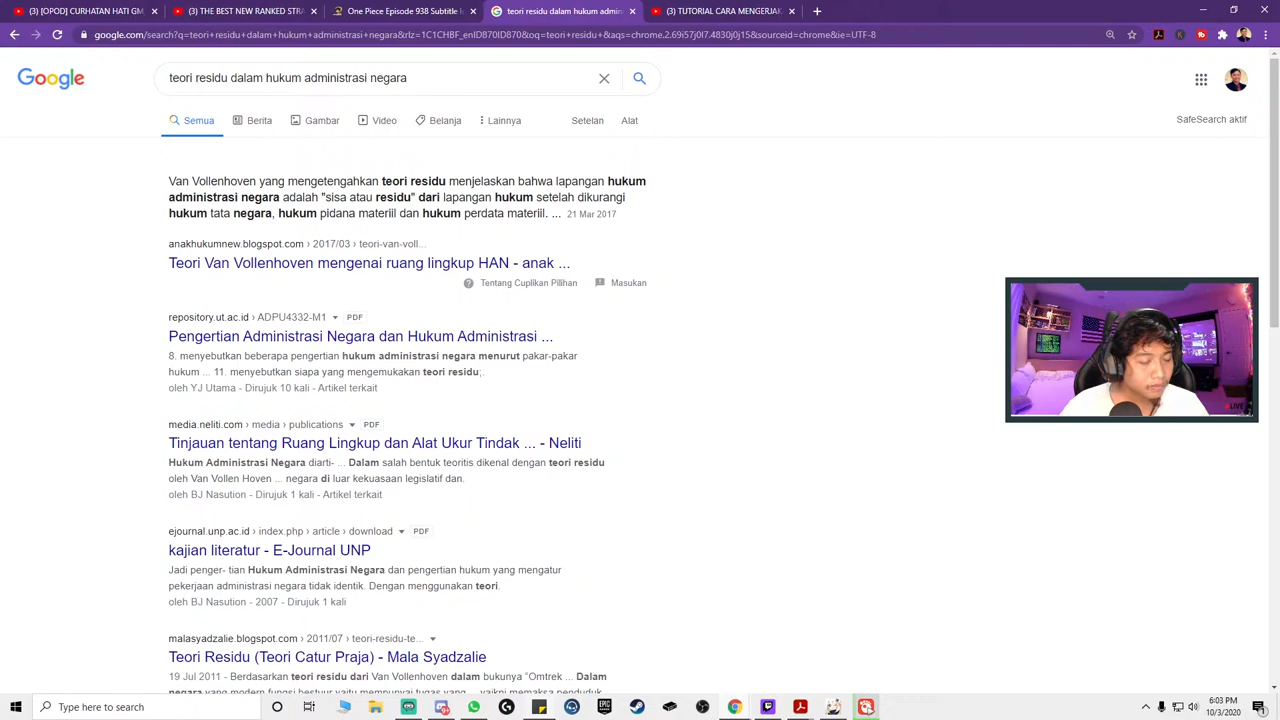 (3) [OPOD] CURHATAN HATI GM
(3) THE BEST NEW RANKED STRA
One Piece Episode 938 Subtitle I
teori residu dalam hukum admin
(3) TUTORIAL CARA MENGERJAK
google.com/search?q=teori+residu+dalam+hukum+administrasi+negara&rlz=1C1CHBF_enID870ID870&oq=teori+residu+&aqs=chrome.2.69i57j0l7.4830j0j15&sourceid=chrome&ie=UTF-8
Google
teori residu dalam hukum administrasi negara
Semua Berita Gambar Video Belanja Lainnya Setelan Alat
SafeSearch aktif
Van Vollenhoven yang mengetengahkan teori residu menjelaskan bahwa lapangan hukum
administrasi negara adalah "sisa atau residu" dari lapangan hukum setelah dikurangi
hukum tata negara, hukum pidana materiil dan hukum perdata materiil. ... 21 Mar 2017
anakhukumnew.blogspot.com › 2017/03 › teori-van-voll...
Teori Van Vollenhoven mengenai ruang lingkup HAN - anak ...
Tentang Cuplikan Pilihan Masukan
repository.ut.ac.id › ADPU4332-M1 PDF
Pengertian Administrasi Negara dan Hukum Administrasi ...
8. menyebutkan beberapa pengertian hukum administrasi negara menurut pakar-pakar
hukum ... 11. menyebutkan siapa yang mengemukakan teori residu;.
oleh YJ Utama - Dirujuk 10 kali - Artikel terkait
media.neliti.com › media › publications PDF
Tinjauan tentang Ruang Lingkup dan Alat Ukur Tindak ... - Neliti
Hukum Administrasi Negara diarti- ... Dalam salah bentuk teoritis dikenal dengan teori residu
oleh Van Vollen Hoven ... negara di luar kekuasaan legislatif dan.
oleh BJ Nasution - Dirujuk 1 kali - Artikel terkait
ejournal.unp.ac.id › index.php › article › download PDF
kajian literatur - E-Journal UNP
Jadi penger- tian Hukum Administrasi Negara dan pengertian hukum yang mengatur
pekerjaan administrasi negara tidak identik. Dengan menggunakan teori.
oleh BJ Nasution - 2007 - Dirujuk 1 kali
malasyadzalie.blogspot.com › 2011/07 › teori-residu-te...
Teori Residu (Teori Catur Praja) - Mala Syadzalie
19 Jul 2011 - Berdasarkan teori residu dari Van Vollenhoven dalam bukunya "Omtrek ... Dalam
negara yang modern fungsi bestuur yaitu mempunyai tugas yang ... yakni memaksa penduduk
LIVE
Type here to search
EPIC
6:03 PM
10/3/2020